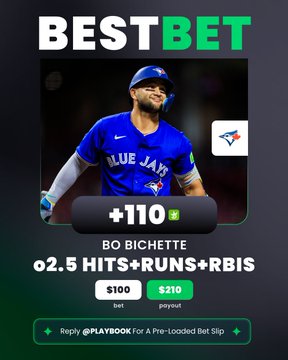 BESTBET
BLUE JAYS
+110
BO BICHETTE
o2.5 HITS+RUNS+RBIS
$100
$210
bet
payout
Reply @PLAYBOOK For A Pre-Loaded Bet Slip